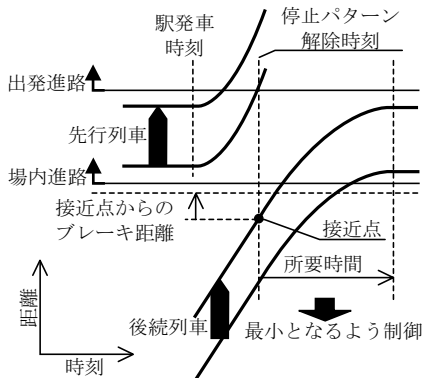 駅発車
時刻
停止パターン
解除時刻
出発進路
先行列車
場内進路
接近点からの
ブレーキ距離
接近点
所要時間
後続列車
最小となるよう制御
距離
時刻